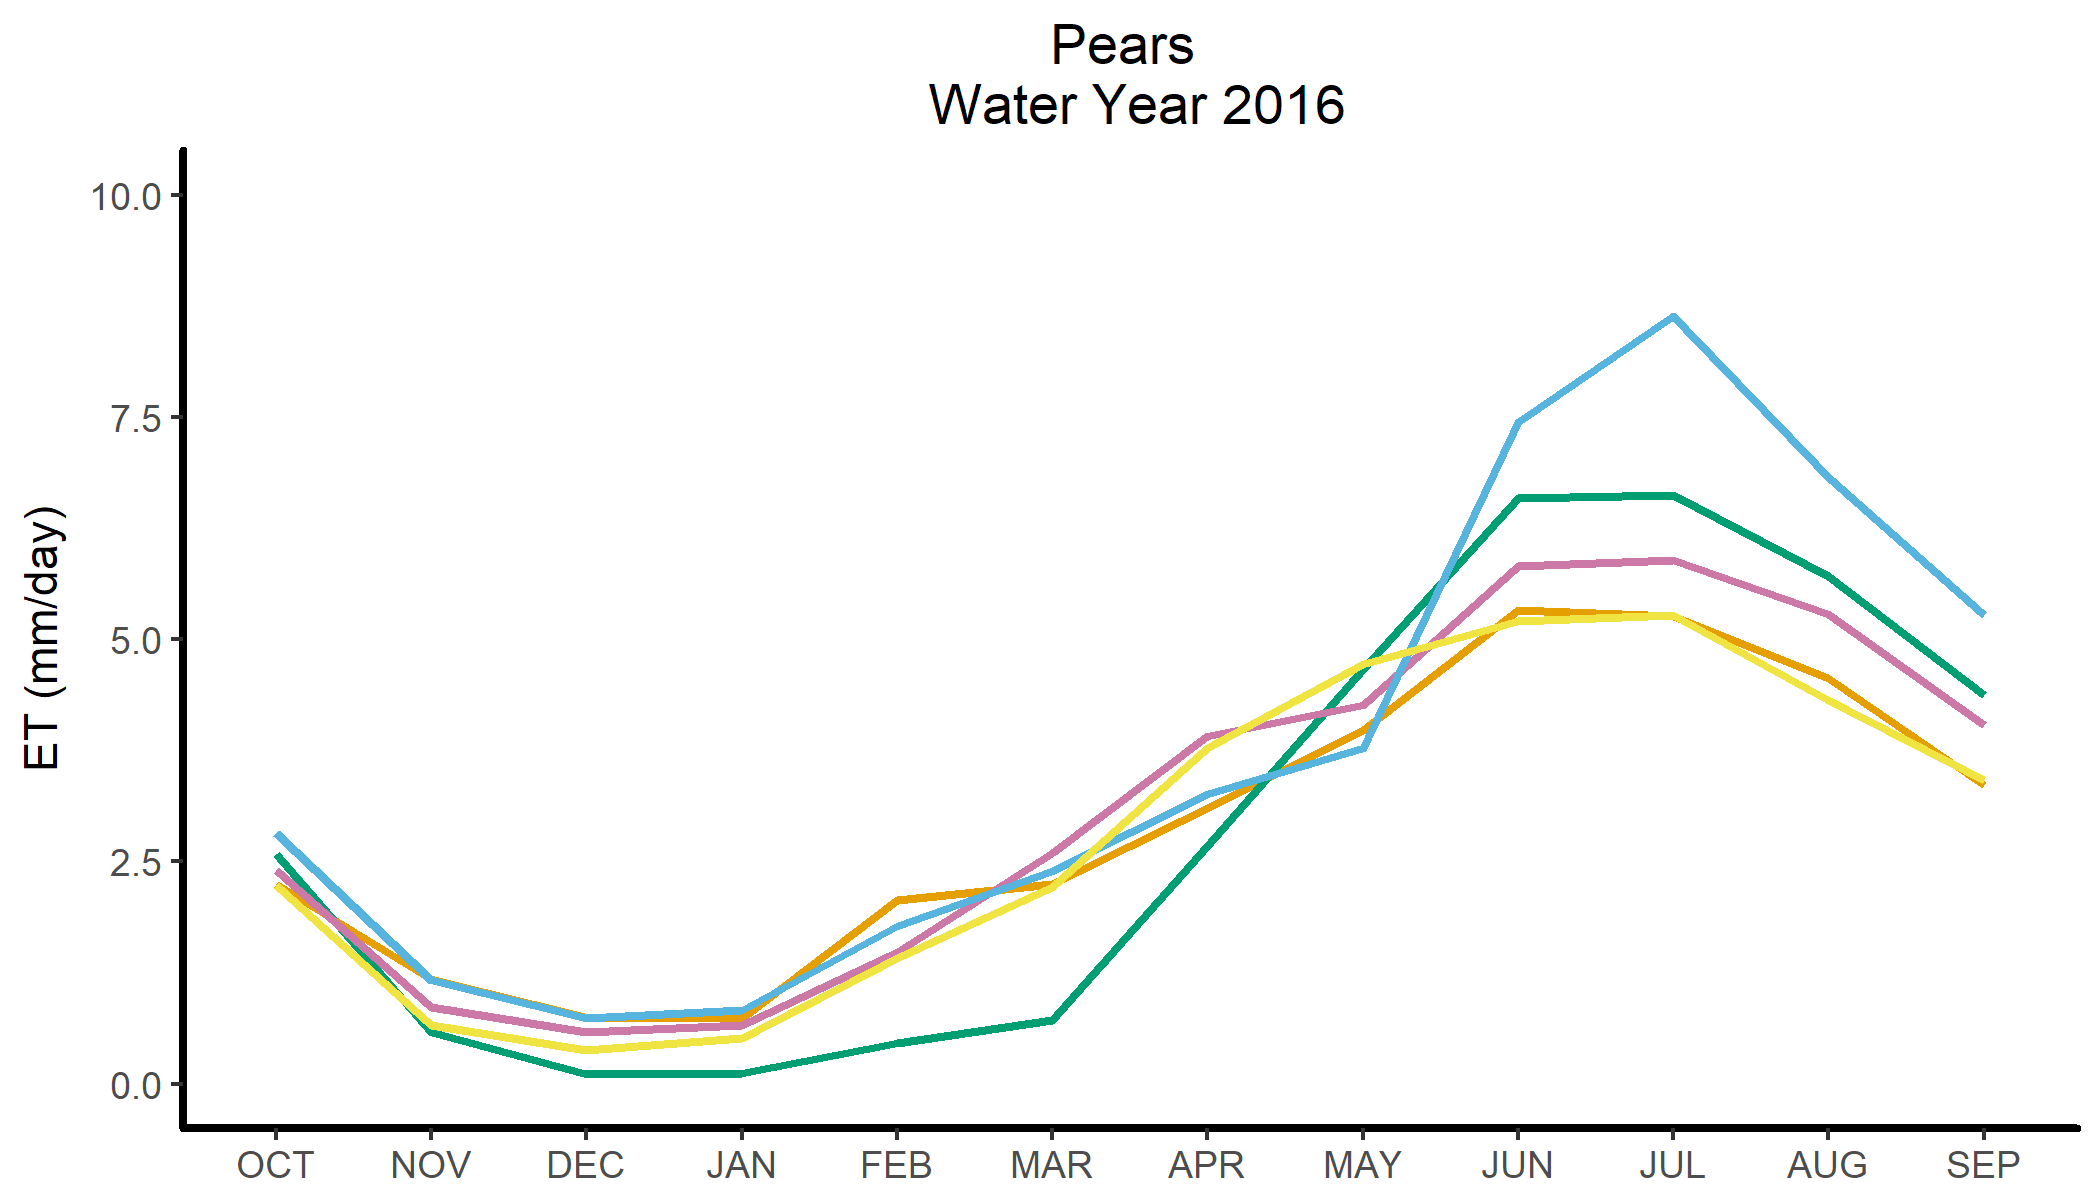 Pears
Water Year 2016
ET (mm/day)
10.0
7.5
5.0
2.5
0.0
OCT NOV DEC JAN FEB MAR APR MAY JUN JUL AUG SEP